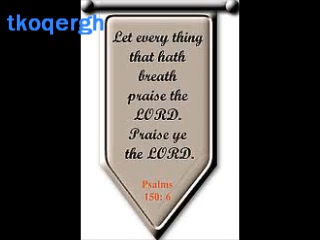 tkoqergh
Let every thing
that hath
breath
praise the
LORD.
Praise ye
the LORD.
Psalms
150: 6